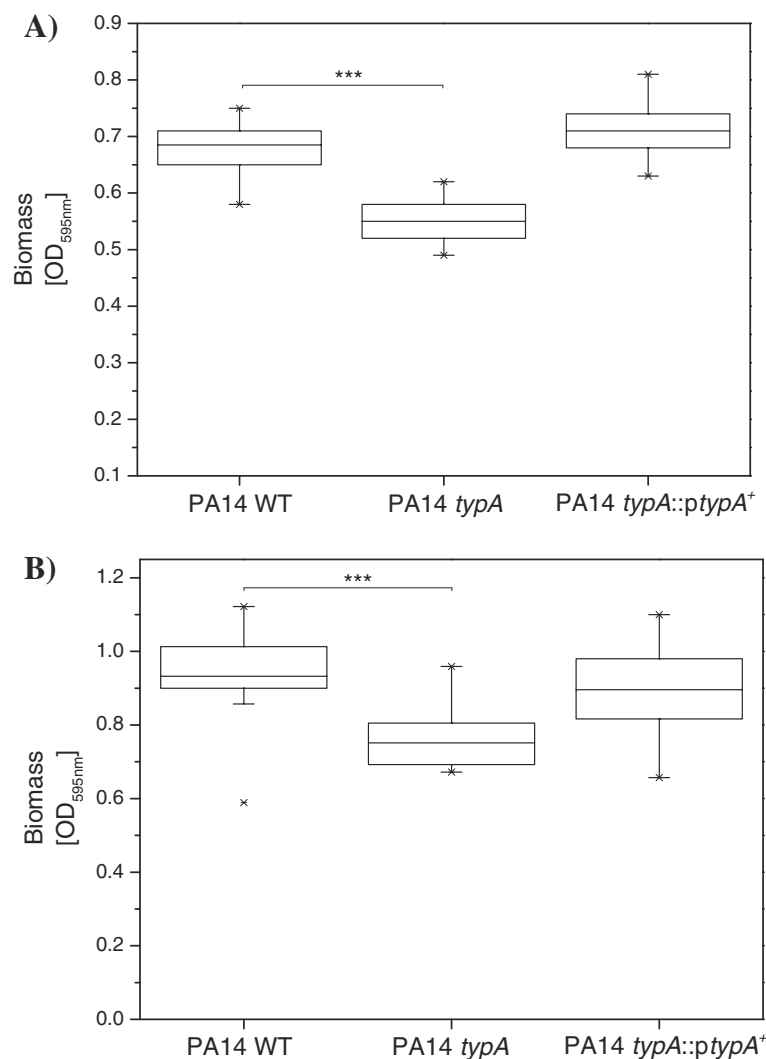 A)
0.9
0.8
0.7
0.6
0.5
0.4
0.3
0.2
0.1
Biomass
[OD595nm]
***
PA14 WT
PA14 typA
PA14 typA::ptypA+
B)
1.2
1.0
0.8
0.6
0.4
0.2
0.0
Biomass
[OD595nm]
***
PA14 WT
PA14 typA
PA14 typA::ptypA+